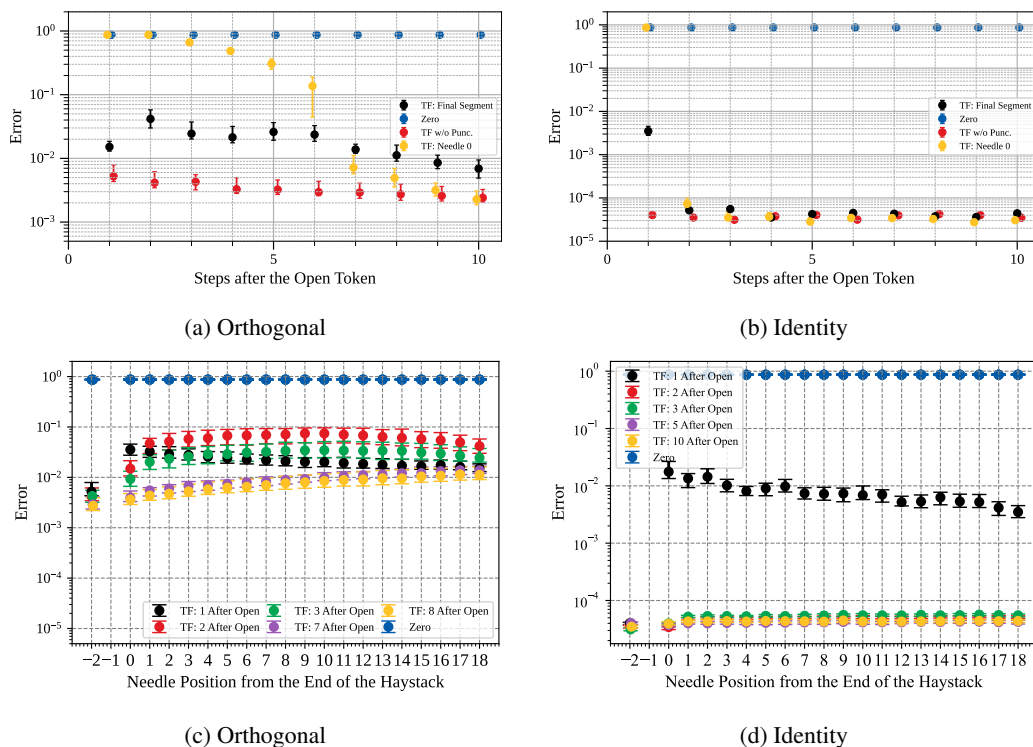 10⁰
10⁻¹
10⁻²
10⁻³
Error
TF: Final Segment
Zero
TF w/o Punc.
TF: Needle 0
0 5 10
Steps after the Open Token
(a) Orthogonal
10⁰
10⁻¹
10⁻²
10⁻³
10⁻⁴
10⁻⁵
Error
TF: Final Segment
Zero
TF w/o Punc.
TF: Needle 0
0 5 10
Steps after the Open Token
(b) Identity
10⁰
10⁻¹
10⁻²
10⁻³
10⁻⁴
10⁻⁵
Error
TF: 1 After Open TF: 3 After Open TF: 8 After Open
TF: 2 After Open TF: 7 After Open Zero
−2 −1 0 1 2 3 4 5 6 7 8 9 10 11 12 13 14 15 16 17 18
Needle Position from the End of the Haystack
(c) Orthogonal
10⁰
10⁻¹
10⁻²
10⁻³
10⁻⁴
Error
TF: 1 After Open
TF: 2 After Open
TF: 3 After Open
TF: 5 After Open
TF: 10 After Open
Zero
−2 −1 0 1 2 3 4 5 6 7 8 9 10 11 12 13 14 15 16 17 18
Needle Position from the End of the Haystack
(d) Identity